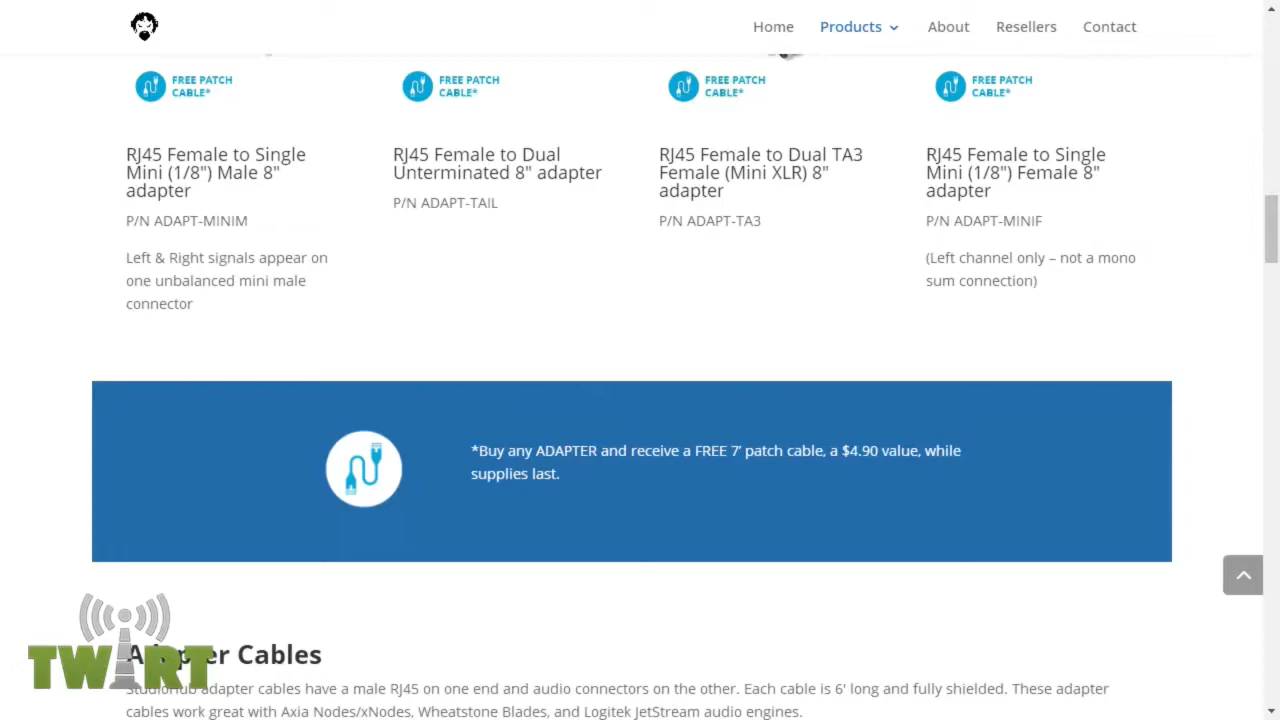 Home Products About Resellers Contact
FREE PATCH CABLE*
FREE PATCH CABLE*
FREE PATCH CABLE*
FREE PATCH CABLE*
RJ45 Female to Single
Mini (1/8") Male 8"
adapter
P/N ADAPT-MINIM
Left & Right signals appear on
one unbalanced mini male
connector
RJ45 Female to Dual
Unterminated 8" adapter
P/N ADAPT-TAIL
RJ45 Female to Dual TA3
Female (Mini XLR) 8"
adapter
P/N ADAPT-TA3
RJ45 Female to Single
Mini (1/8") Female 8"
adapter
P/N ADAPT-MINIF
(Left channel only – not a mono
sum connection)
*Buy any ADAPTER and receive a FREE 7’ patch cable, a $4.90 value, while
supplies last.
Adapter Cables
StudioHub adapter cables have a male RJ45 on one end and audio connectors on the other. Each cable is 6' long and fully shielded. These adapter
cables work great with Axia Nodes/xNodes, Wheatstone Blades, and Logitek JetStream audio engines.
TWIRT